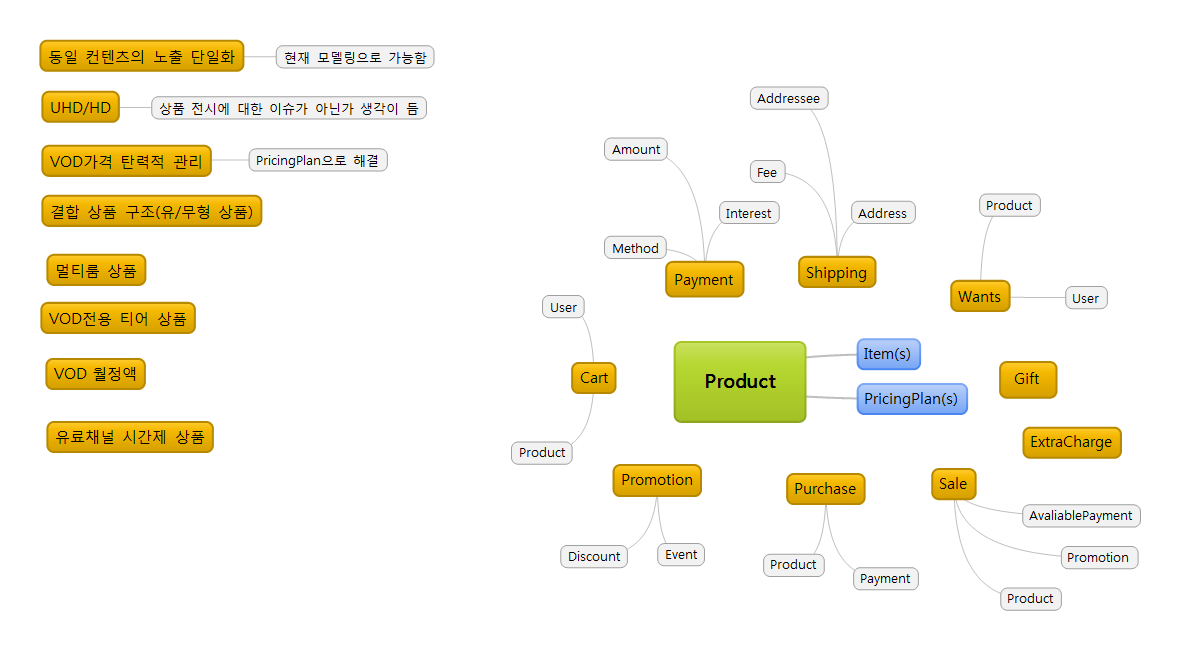 동일 컨텐츠의 노출 단일화
현재 모델링으로 가능함
UHD/HD
상품 전시에 대한 이슈가 아닌가 생각이 듬
VOD가격 탄력적 관리
PricingPlan으로 해결
결합 상품 구조(유/무형 상품)
멀티룸 상품
VOD전용 티어 상품
VOD 월정액
유료채널 시간제 상품
Addressee
Amount
Fee
Interest
Address
Method
Payment
Shipping
Product
Wants
User
User
Cart
Product
Product
Item(s)
PricingPlan(s)
Gift
ExtraCharge
Promotion
Discount
Event
Purchase
Product
Payment
Sale
AvaliablePayment
Promotion
Product